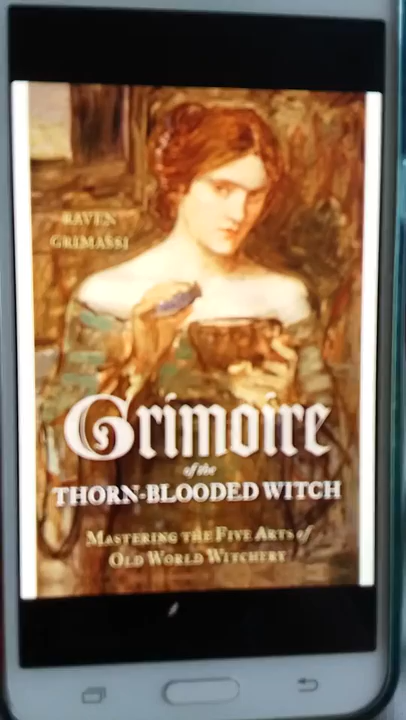 RAVEN
GRIMASSI
Grimoire
of the
THORN-BLOODED WITCH
MASTERING THE FIVE ARTS of
OLD WORLD WITCHERY